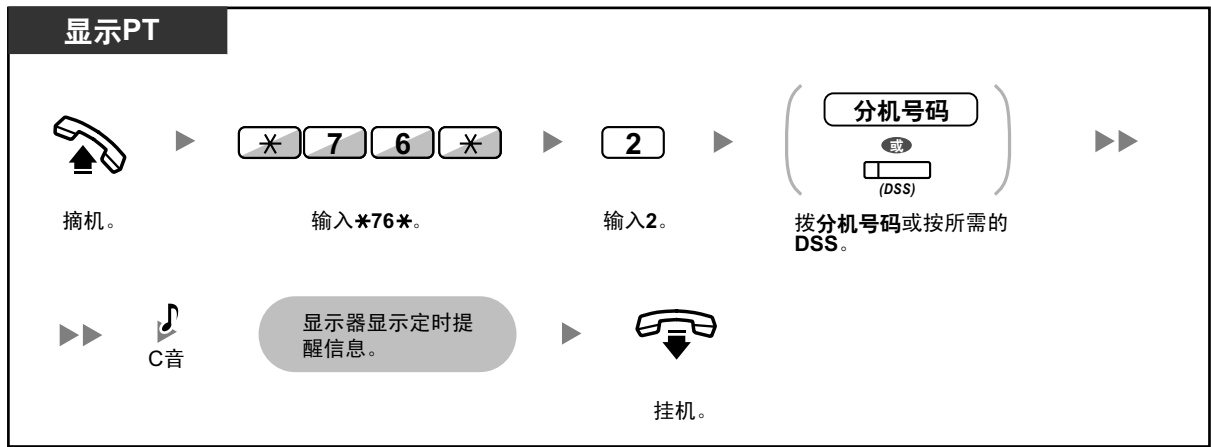 显示PT
分机号码
✳ 7 6 ✳
2
或
(DSS)
摘机。
输入✳76✳。
输入2。
拨分机号码或按所需的
DSS。
C音
显示器显示定时提
醒信息。
挂机。